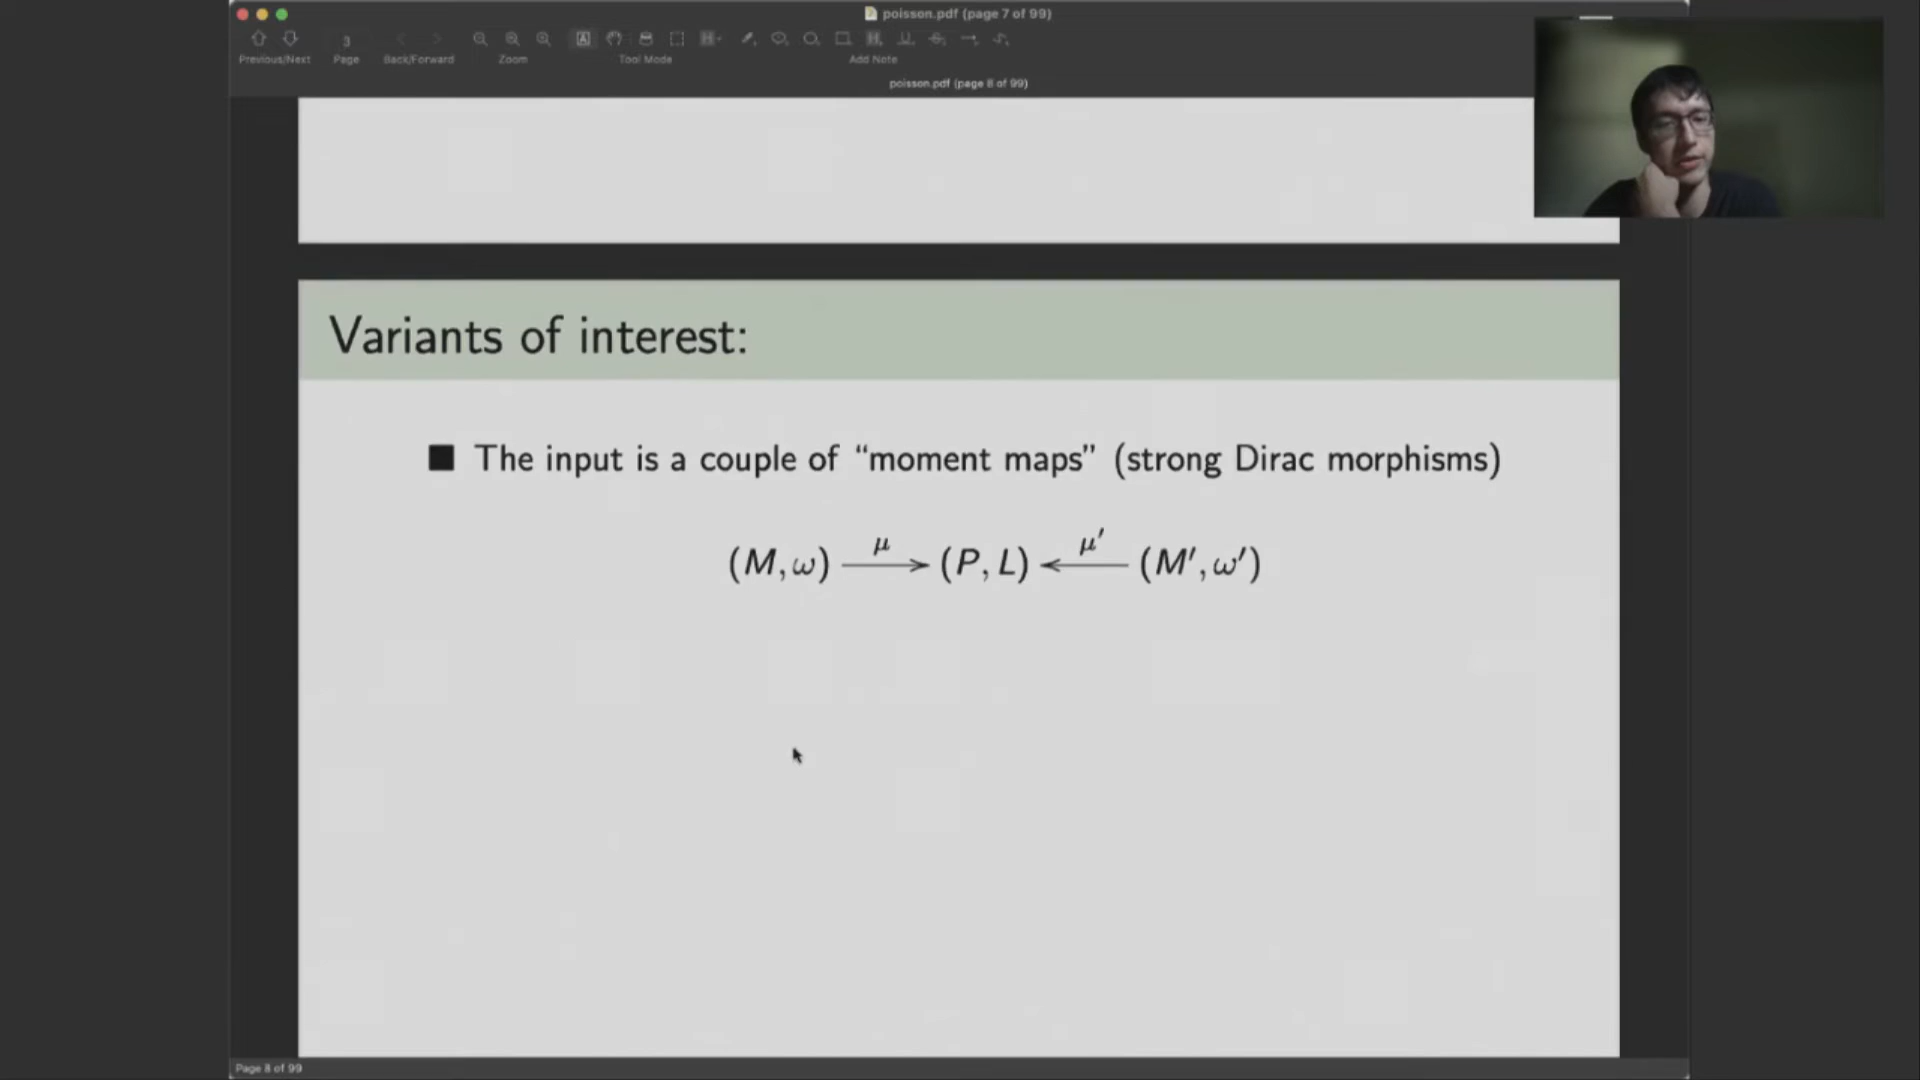 poisson.pdf (page 7 of 99)
3
Previous/Next Page Back/Forward Zoom Tool Mode Add Note
poisson.pdf (page 8 of 99)
Variants of interest:
■ The input is a couple of “moment maps” (strong Dirac morphisms)
(M, ω) —μ→ (P, L) ←μ′— (M′, ω′)
Page 8 of 99